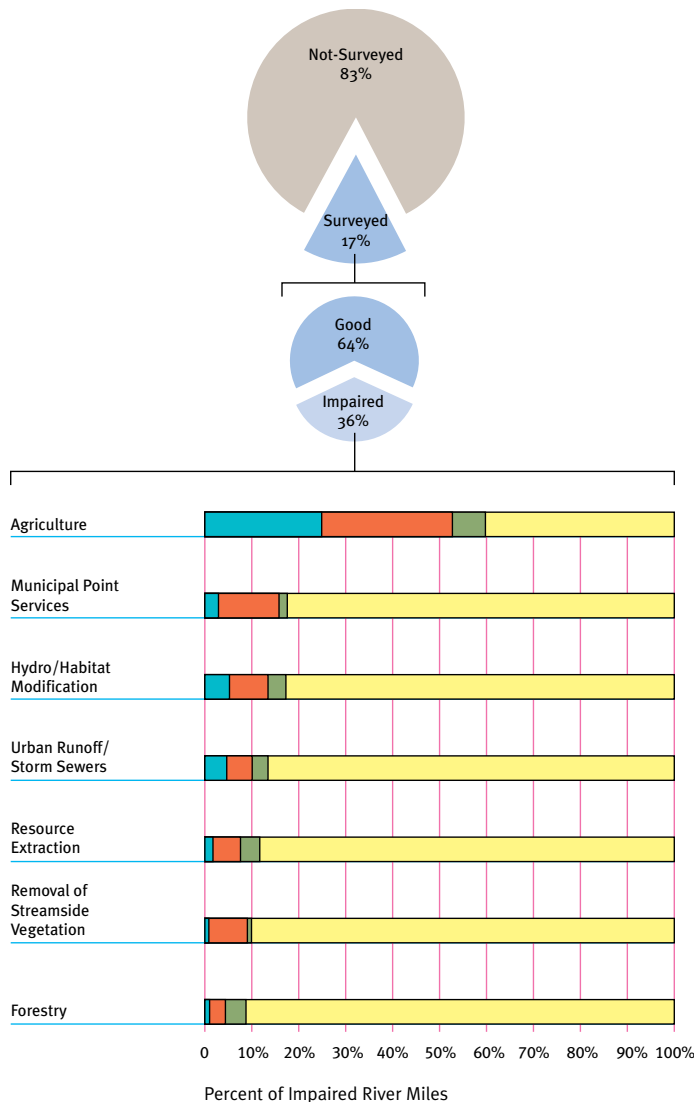 Not-Surveyed
83%
Surveyed
17%
Good
64%
Impaired
36%
Agriculture
Municipal Point
Services
Hydro/Habitat
Modification
Urban Runoff/
Storm Sewers
Resource
Extraction
Removal of
Streamside
Vegetation
Forestry
0 10% 20% 30% 40% 50% 60% 70% 80% 90% 100%
Percent of Impaired River Miles